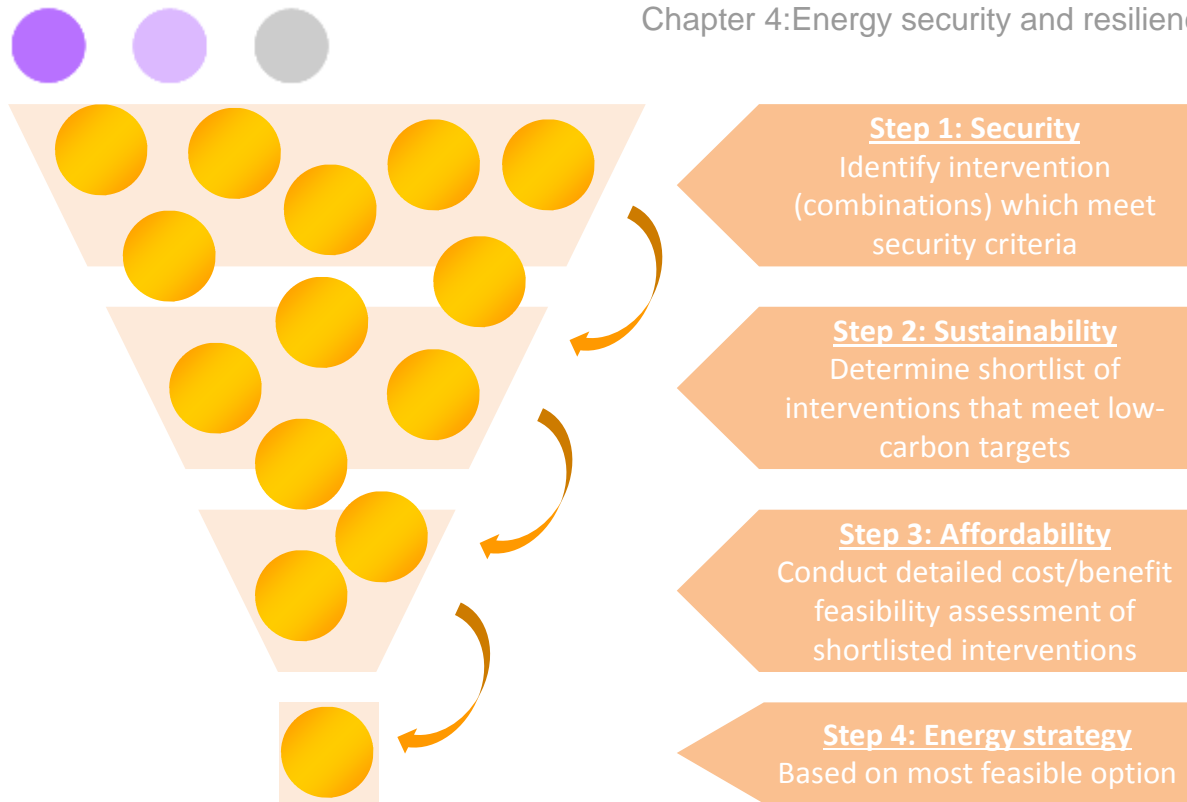 Chapter 4:Energy security and resilienc
Step 1: Security
Identify intervention
(combinations) which meet
security criteria
Step 2: Sustainability
Determine shortlist of
interventions that meet low-
carbon targets
Step 3: Affordability
Conduct detailed cost/benefit
feasibility assessment of
shortlisted interventions
Step 4: Energy strategy
Based on most feasible option